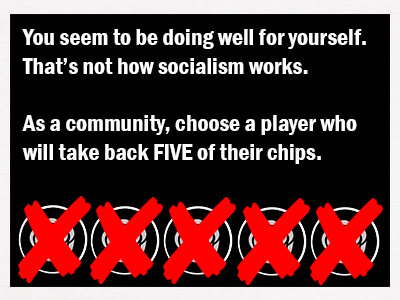 You seem to be doing well for yourself.
That’s not how socialism works.
As a community, choose a player who
will take back FIVE of their chips.